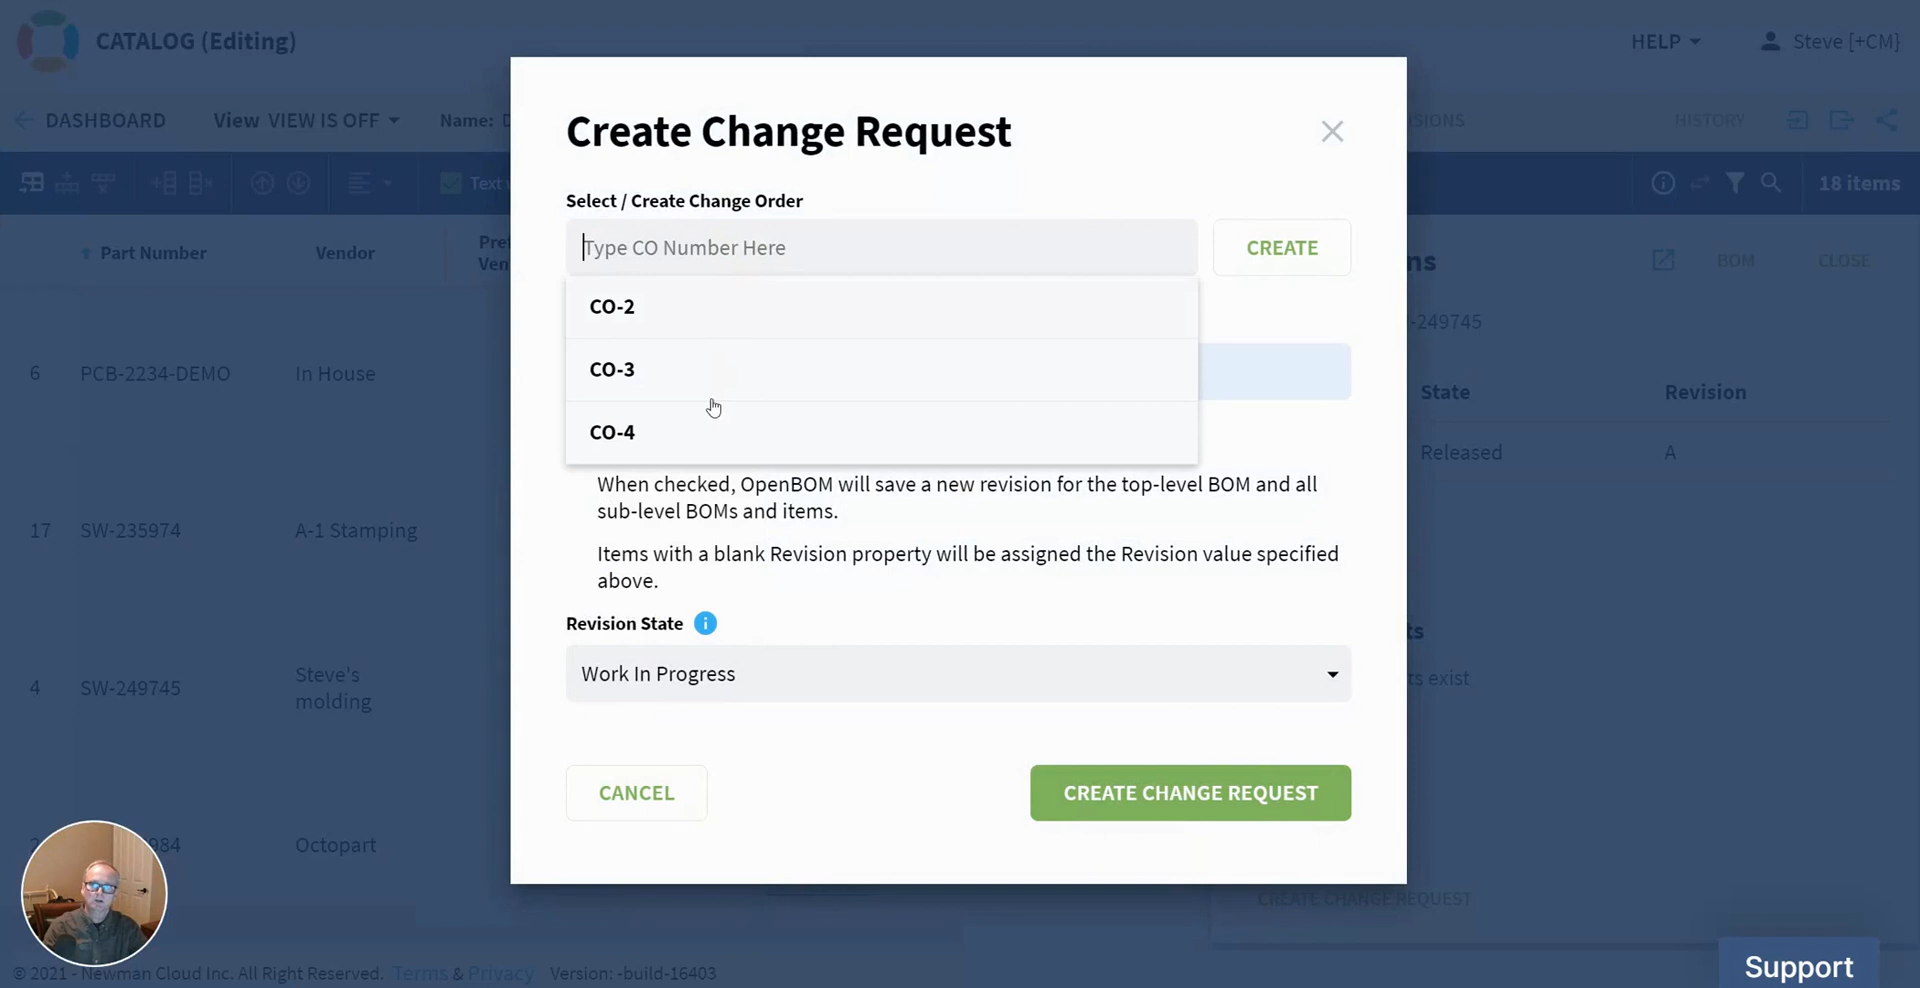 CATALOG (Editing)
HELP
Steve [+CM]
DASHBOARD
View VIEW IS OFF
Name:
HISTORY
Text
18 items
Part Number
Vendor
BOM
CLOSE
6 PCB-2234-DEMO In House
State
Revision
Released
A
17 SW-235974 A-1 Stamping
4 SW-249745 Steve's
molding
Octopart
Create Change Request
Select / Create Change Order
Type CO Number Here
CREATE
CO-2
CO-3
CO-4
When checked, OpenBOM will save a new revision for the top-level BOM and all
sub-level BOMs and items.
Items with a blank Revision property will be assigned the Revision value specified
above.
Revision State
Work In Progress
CANCEL
CREATE CHANGE REQUEST
CREATE CHANGE REQUEST
© 2021 - Newman Cloud Inc. All Right Reserved. Terms & Privacy Version: -build-16403
Support